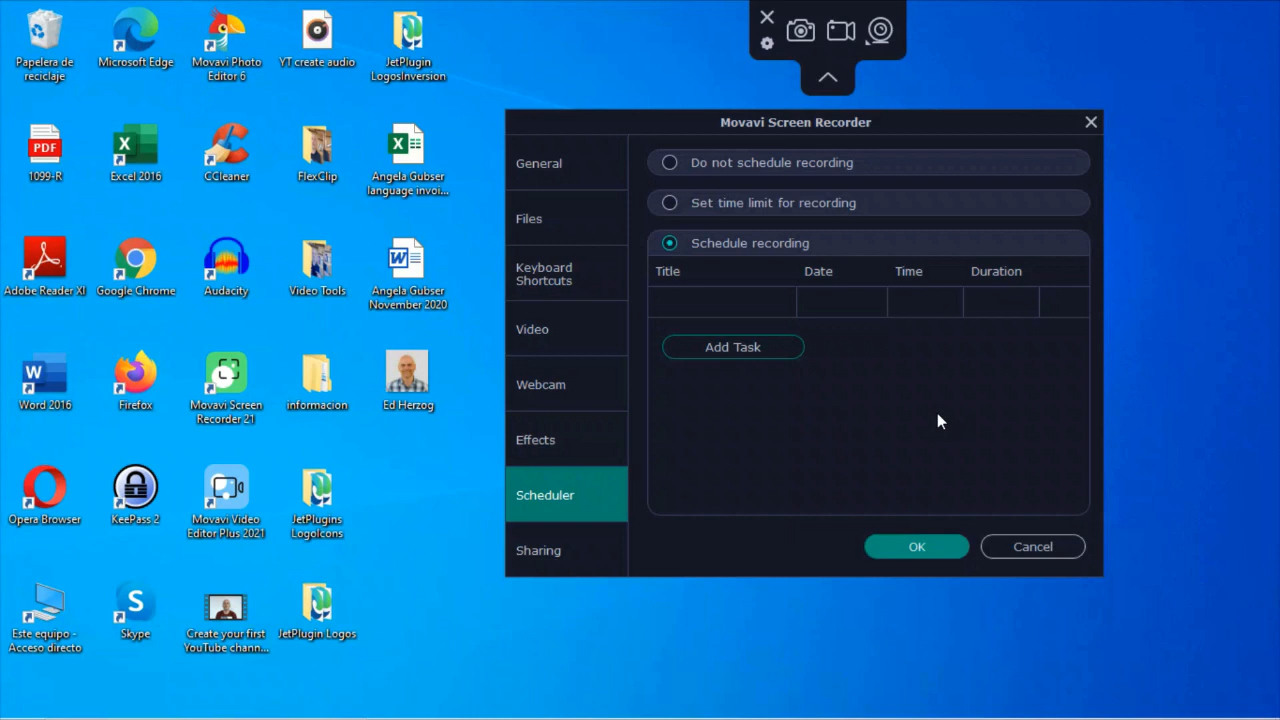 Papelera de
reciclaje
Microsoft Edge
Movavi Photo
Editor 6
YT create audio
JetPlugin
LogosInversion
PDF
1099-R
Excel 2016
CCleaner
FlexClip
Angela Gubser
language invoi...
Adobe Reader XI
Google Chrome
Audacity
Video Tools
Angela Gubser
November 2020
Word 2016
Firefox
Movavi Screen
Recorder 21
informacion
Ed Herzog
Opera Browser
KeePass 2
Movavi Video
Editor Plus 2021
JetPlugins
LogoIcons
Este equipo -
Acceso directo
Skype
Create your first
YouTube chann...
JetPlugin Logos
Movavi Screen Recorder
General
Files
Keyboard
Shortcuts
Video
Webcam
Effects
Scheduler
Sharing
Do not schedule recording
Set time limit for recording
Schedule recording
Title Date Time Duration
Add Task
OK Cancel